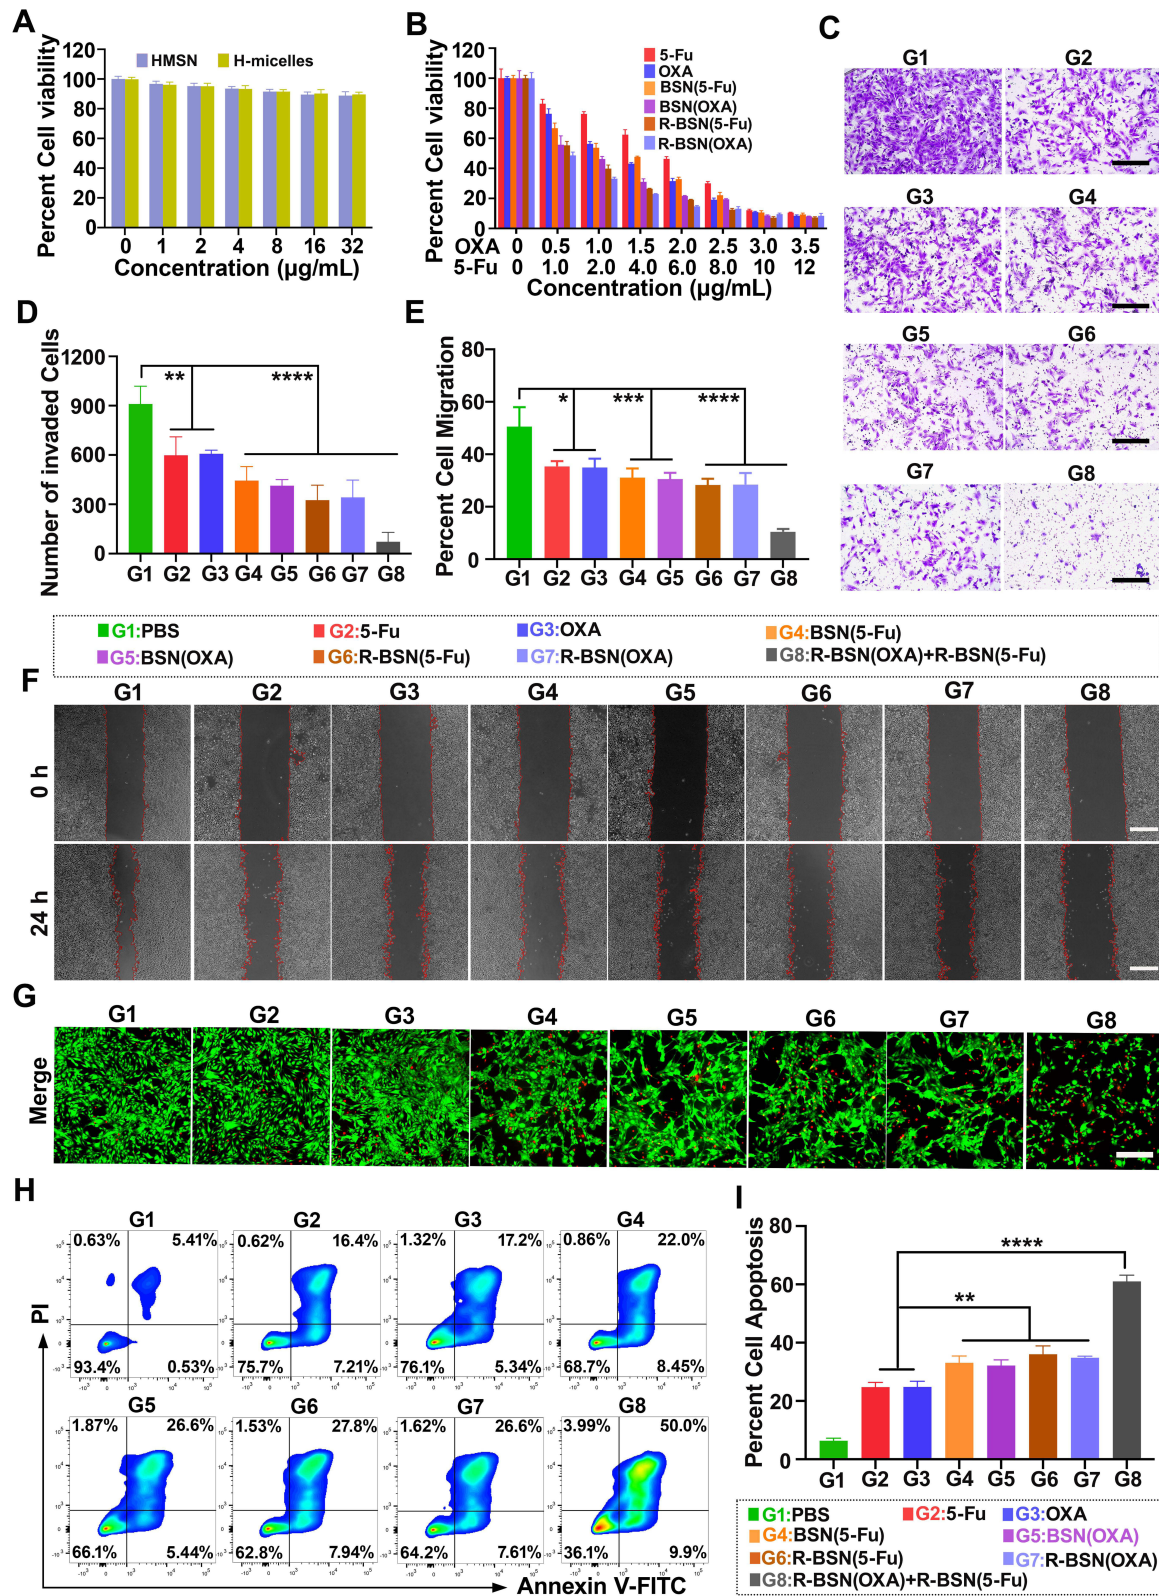 A
Percent Cell viability
120
100
80
60
40
20
0
HMSN
H-micelles
0 1 2 4 8 16 32
Concentration (μg/mL)
B
Percent Cell viability
120
100
80
60
40
20
0
5-Fu
OXA
BSN(5-Fu)
BSN(OXA)
R-BSN(5-Fu)
R-BSN(OXA)
OXA 0 0.5 1.0 1.5 2.0 2.5 3.0 3.5
5-Fu 0 1.0 2.0 4.0 6.0 8.0 10 12
Concentration (μg/mL)
C
G1 G2
G3 G4
G5 G6
G7 G8
D
Number of invaded Cells
1200
900
600
300
0
** ****
G1 G2 G3 G4 G5 G6 G7 G8
E
Percent Cell Migration
80
60
40
20
0
* *** ****
G1 G2 G3 G4 G5 G6 G7 G8
G1:PBS G2:5-Fu G3:OXA G4:BSN(5-Fu)
G5:BSN(OXA) G6:R-BSN(5-Fu) G7:R-BSN(OXA) G8:R-BSN(OXA)+R-BSN(5-Fu)
F
G1 G2 G3 G4 G5 G6 G7 G8
0 h
24 h
G
G1 G2 G3 G4 G5 G6 G7 G8
Merge
H
G1 G2 G3 G4
0.63% 5.41% 0.62% 16.4% 1.32% 17.2% 0.86% 22.0%
93.4% 0.53% 75.7% 7.21% 76.1% 5.34% 68.7% 8.45%
G5 G6 G7 G8
1.87% 26.6% 1.53% 27.8% 1.62% 26.6% 3.99% 50.0%
66.1% 5.44% 62.8% 7.94% 64.2% 7.61% 36.1% 9.9%
PI
Annexin V-FITC
I
Percent Cell Apoptosis
80
60
40
20
0
****
**
G1 G2 G3 G4 G5 G6 G7 G8
G1:PBS G2:5-Fu G3:OXA
G4:BSN(5-Fu) G5:BSN(OXA)
G6:R-BSN(5-Fu) G7:R-BSN(OXA)
G8:R-BSN(OXA)+R-BSN(5-Fu)